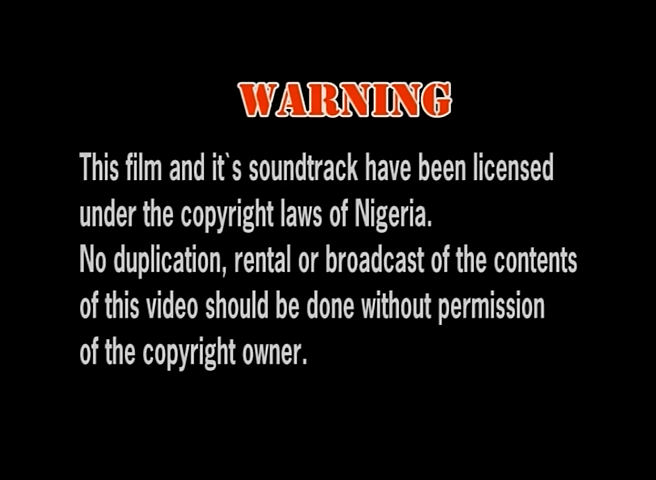 WARNING
This film and it`s soundtrack have been licensed
under the copyright laws of Nigeria.
No duplication, rental or broadcast of the contents
of this video should be done without permission
of the copyright owner.